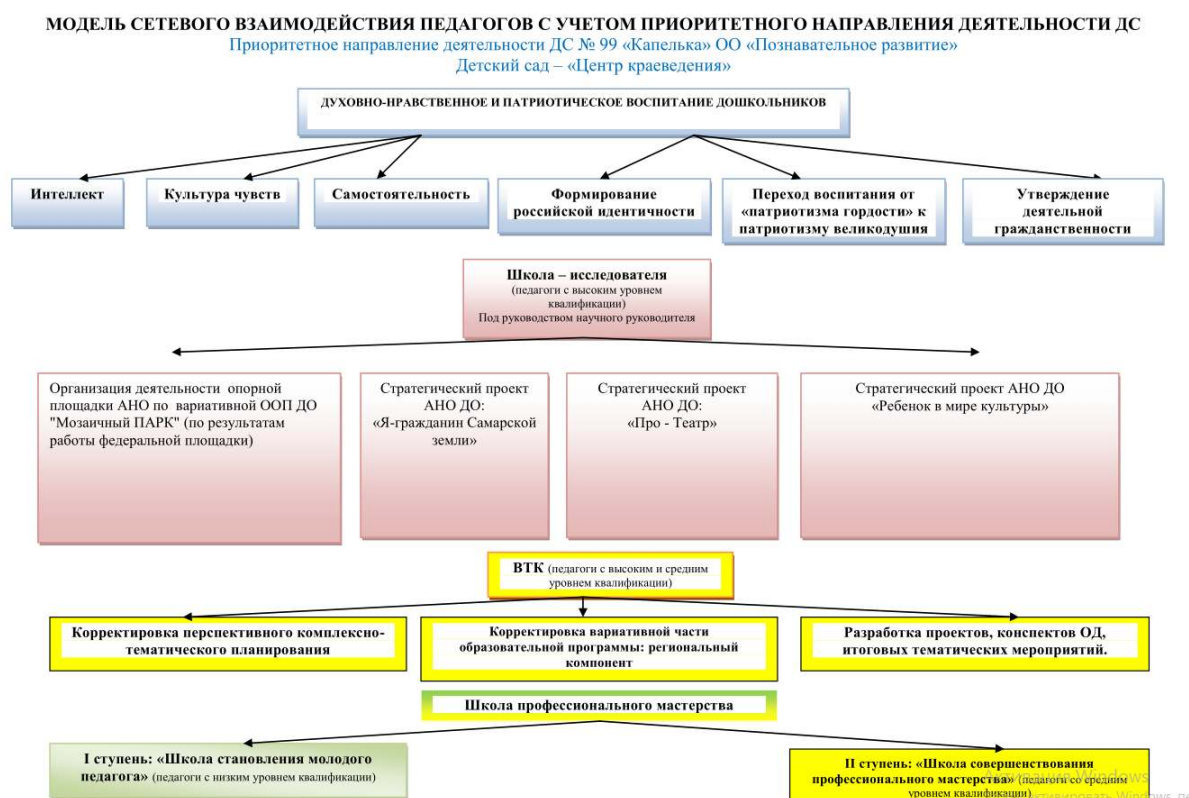 МОДЕЛЬ СЕТЕВОГО ВЗАИМОДЕЙСТВИЯ ПЕДАГОГОВ С УЧЕТОМ ПРИОРИТЕТНОГО НАПРАВЛЕНИЯ ДЕЯТЕЛЬНОСТИ ДС
Приоритетное направление деятельности ДС № 99 «Капелька» ОО «Познавательное развитие»
Детский сад – «Центр краеведения»
ДУХОВНО-НРАВСТВЕННОЕ И ПАТРИОТИЧЕСКОЕ ВОСПИТАНИЕ ДОШКОЛЬНИКОВ
Интеллект
Культура чувств
Самостоятельность
Формирование
российской идентичности
Переход воспитания от
«патриотизма гордости» к
патриотизму великодушия
Утверждение
деятельной
гражданственности
Школа – исследователя
(педагоги с высоким уровнем
квалификации)
Под руководством научного руководителя
Организация деятельности опорной
площадки АНО по вариативной ООП ДО
"Мозаичный ПАРК" (по результатам
работы федеральной площадки)
Стратегический проект
АНО ДО:
«Я-гражданин Самарской
земли»
Стратегический проект
АНО ДО:
«Про - Театр»
Стратегический проект АНО ДО
«Ребенок в мире культуры»
ВТК (педагоги с высоким и средним
уровнем квалификации)
Корректировка перспективного комплексно-
тематического планирования
Корректировка вариативной части
образовательной программы: региональный
компонент
Разработка проектов, конспектов ОД,
итоговых тематических мероприятий.
Школа профессионального мастерства
I ступень: «Школа становления молодого
педагога» (педагоги с низким уровнем квалификации)
II ступень: «Школа совершенствования
профессионального мастерства» (педагоги со средним
уровнем квалификации)
Активация Windows